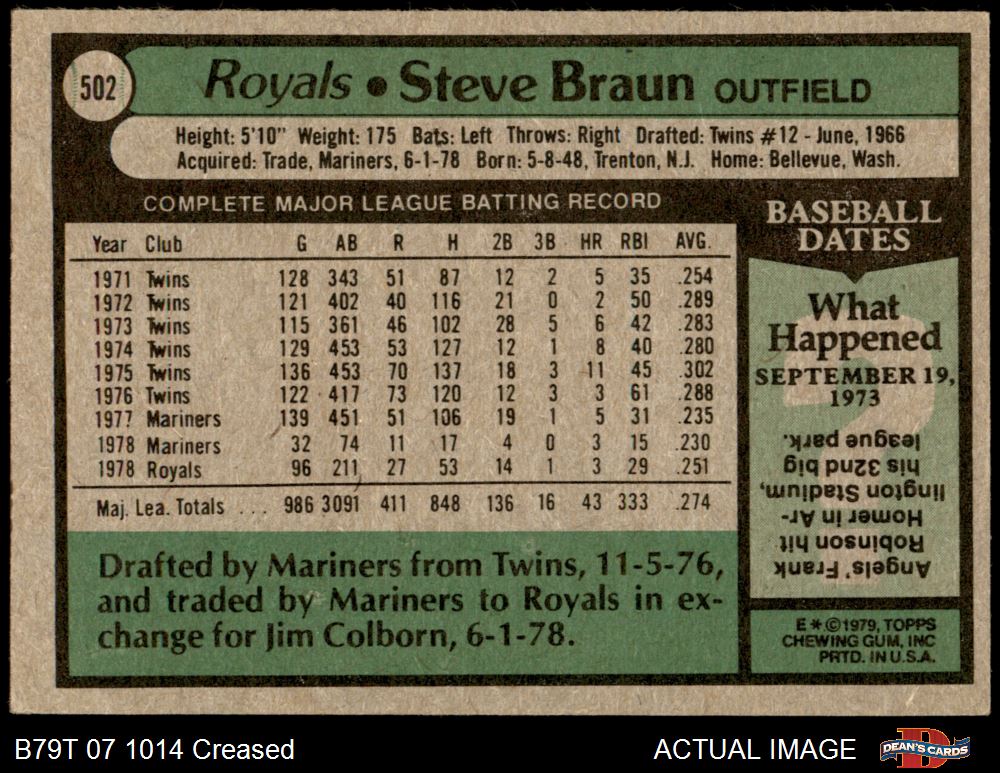 502
Royals • Steve Braun OUTFIELD
Height: 5'10" Weight: 175 Bats: Left Throws: Right Drafted: Twins #12 - June, 1966
Acquired: Trade, Mariners, 6-1-78 Born: 5-8-48, Trenton, N.J. Home: Bellevue, Wash.
COMPLETE MAJOR LEAGUE BATTING RECORD
Year Club G AB R H 2B 3B HR RBI AVG.
1971 Twins 128 343 51 87 12 2 5 35 .254
1972 Twins 121 402 40 116 21 0 2 50 .289
1973 Twins 115 361 46 102 28 5 6 42 .283
1974 Twins 129 453 53 127 12 1 8 40 .280
1975 Twins 136 453 70 137 18 3 11 45 .302
1976 Twins 122 417 73 120 12 3 3 61 .288
1977 Mariners 139 451 51 106 19 1 5 31 .235
1978 Mariners 32 74 11 17 4 0 3 15 .230
1978 Royals 96 211 27 53 14 1 3 29 .251
Maj. Lea. Totals ... 986 3091 411 848 136 16 43 333 .274
Drafted by Mariners from Twins, 11-5-76,
and traded by Mariners to Royals in ex-
change for Jim Colborn, 6-1-78.
BASEBALL
DATES
What
Happened
SEPTEMBER 19,
1973
Angels' Frank
Robinson hit
Homer in Ar-
lington Stadium,
his 32nd big
league park.
E*©1979, TOPPS
CHEWING GUM, INC
PRTD. IN U.S.A.
B79T 07 1014 Creased
ACTUAL IMAGE
DEAN'S CARDS